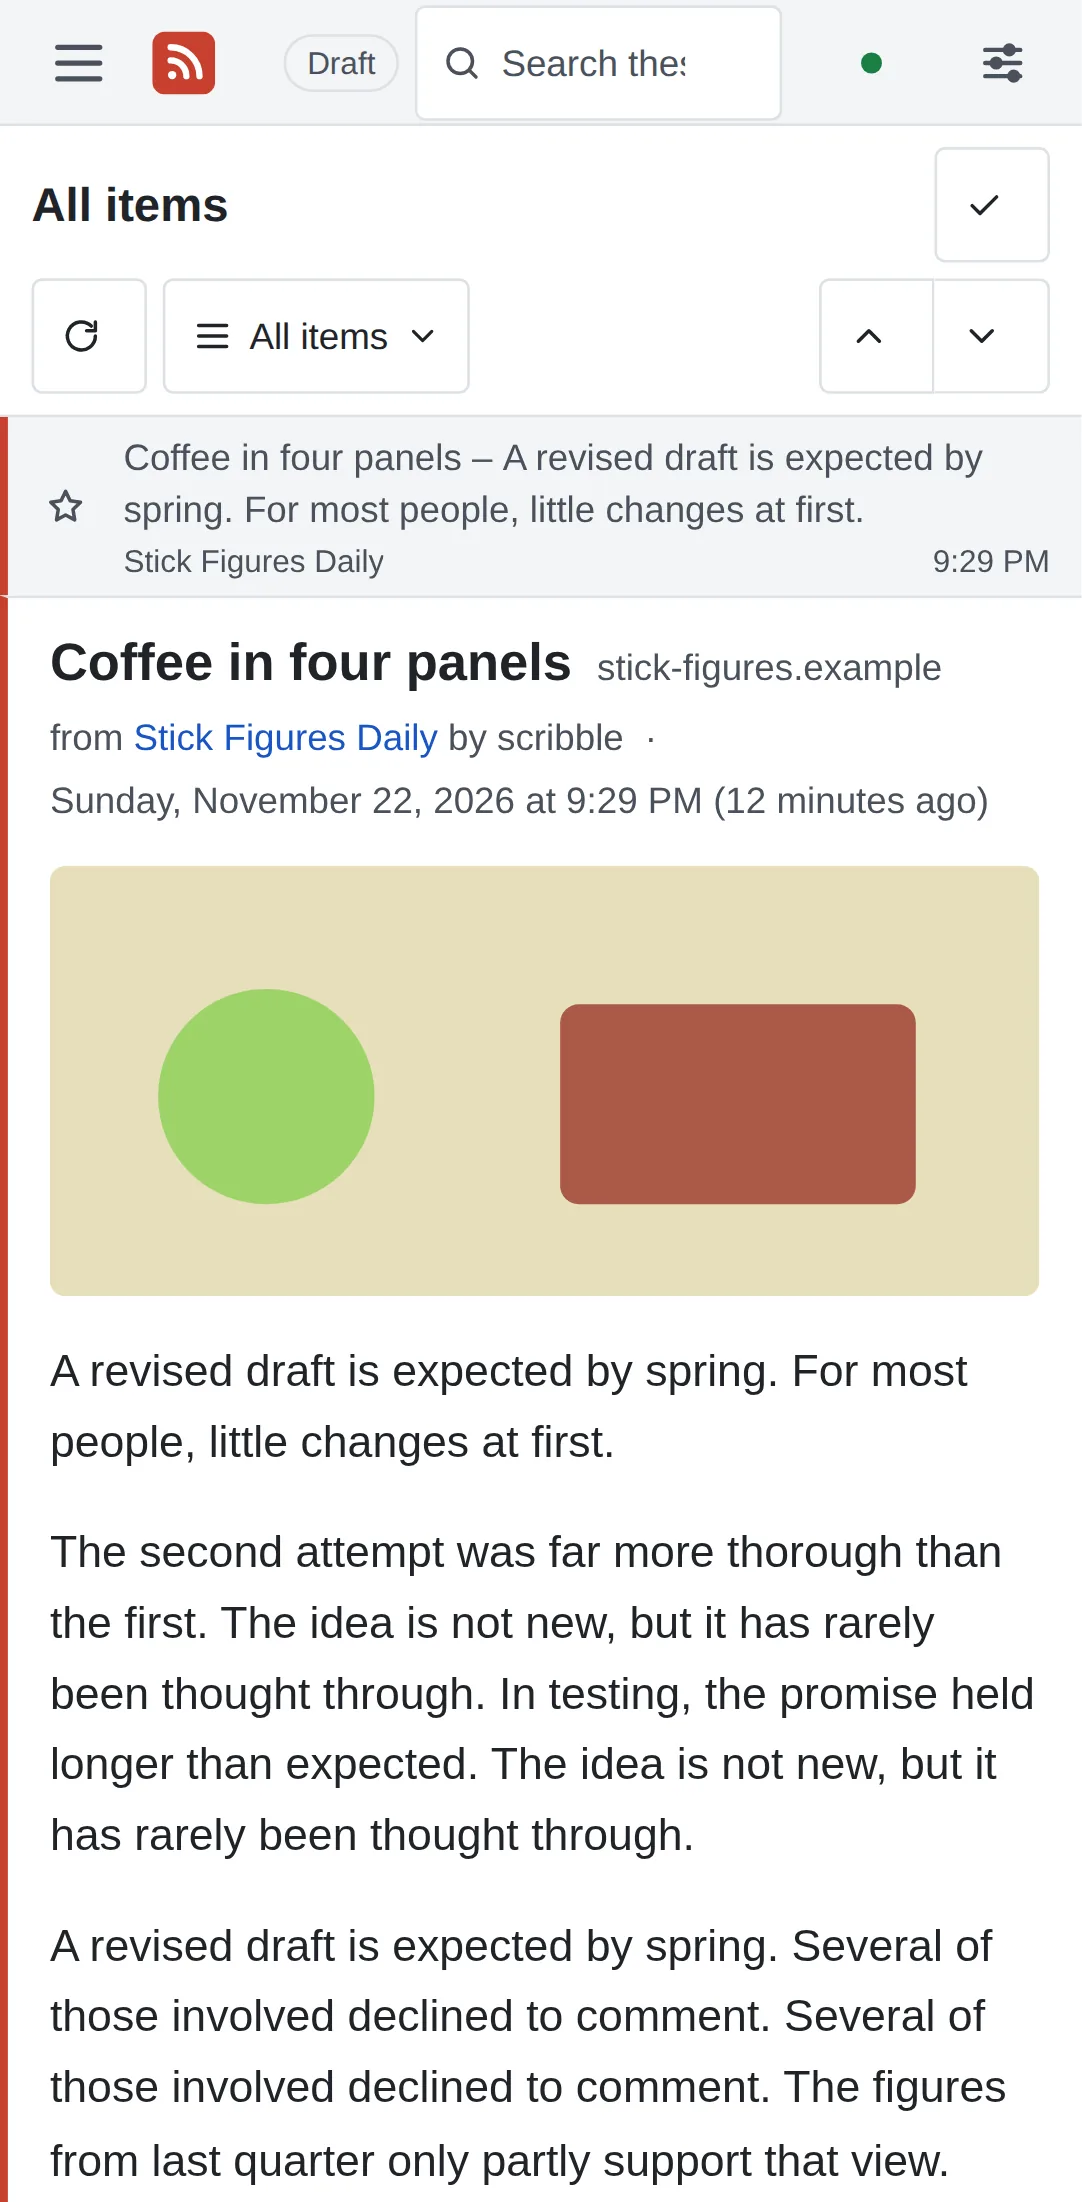 Draft
Search thes
All items
All items
Coffee in four panels – A revised draft is expected by
spring. For most people, little changes at first.
Stick Figures Daily 9:29 PM
Coffee in four panels stick-figures.example
from Stick Figures Daily by scribble ·
Sunday, November 22, 2026 at 9:29 PM (12 minutes ago)
A revised draft is expected by spring. For most
people, little changes at first.
The second attempt was far more thorough than
the first. The idea is not new, but it has rarely
been thought through. In testing, the promise held
longer than expected. The idea is not new, but it
has rarely been thought through.
A revised draft is expected by spring. Several of
those involved declined to comment. Several of
those involved declined to comment. The figures
from last quarter only partly support that view.